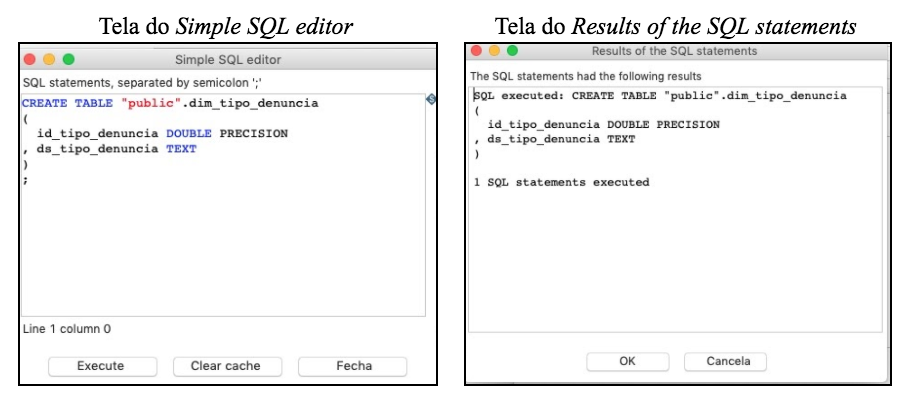 Tela do Simple SQL editor
Simple SQL editor
SQL statements, separated by semicolon ';'
CREATE TABLE "public".dim_tipo_denuncia
(
  id_tipo_denuncia DOUBLE PRECISION
, ds_tipo_denuncia TEXT
)
;
Line 1 column 0
Execute
Clear cache
Fecha
Tela do Results of the SQL statements
Results of the SQL statements
The SQL statements had the following results
SQL executed: CREATE TABLE "public".dim_tipo_denuncia
(
  id_tipo_denuncia DOUBLE PRECISION
, ds_tipo_denuncia TEXT
)
1 SQL statements executed
OK
Cancela